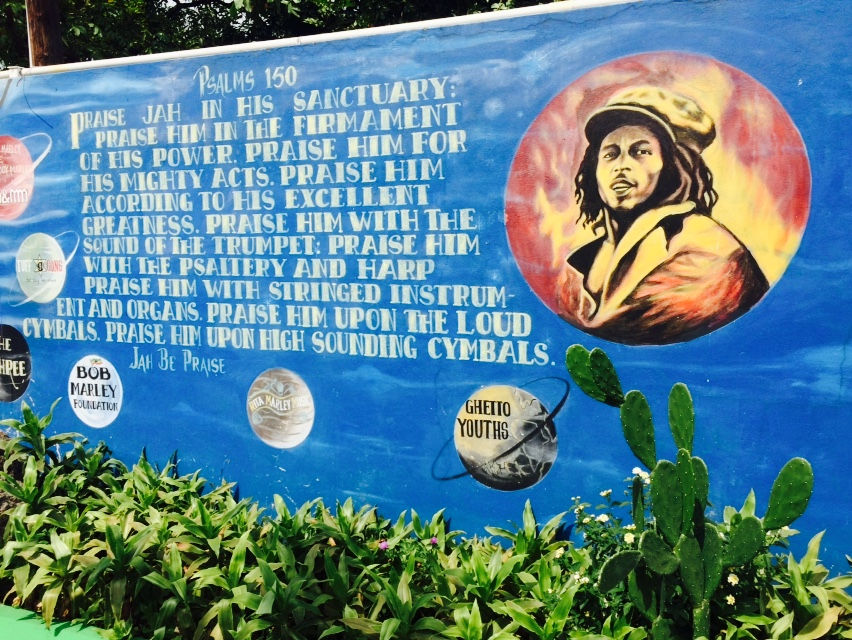 PSALMS 150
PRAISE JAH IN HIS SANCTUARY:
PRAISE HIM IN THE FIRMAMENT
OF HIS POWER. PRAISE HIM FOR
HIS MIGHTY ACTS. PRAISE HIM
ACCORDING TO HIS EXCELLENT
GREATNESS. PRAISE HIM WITH THE
SOUND OF THE TRUMPET: PRAISE HIM
WITH THE PSALTERY AND HARP
PRAISE HIM WITH STRINGED INSTRUM-
ENT AND ORGANS. PRAISE HIM UPON THE LOUD
CYMBALS. PRAISE HIM UPON HIGH SOUNDING CYMBALS.
JAH BE PRAISE
BOB
MARLEY
FOUNDATION
RITA MARLEY MUSIC
GHETTO
YOUTHS